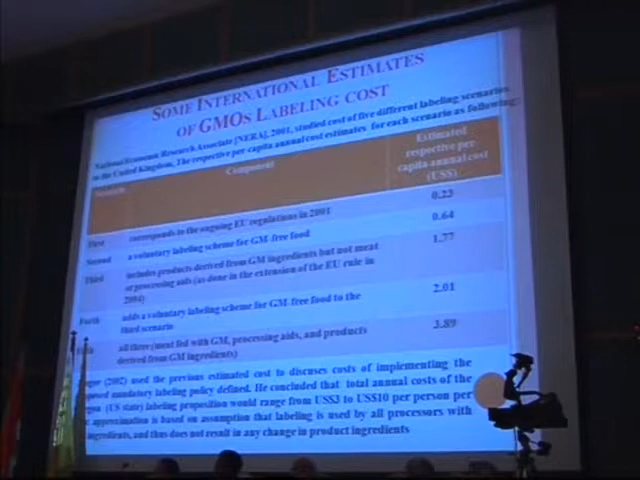 SOME INTERNATIONAL ESTIMATES
OF GMOS LABELING COST
National Economic Research Associate [NERA], 2001, studied cost of five different labeling scenarios
in the United Kingdom, The respective per capita annual cost estimates for each scenario as following:
Component
Estimated
respective per
capita annual cost
(US$)
First corresponds to the ongoing EU regulations in 2001 0.23
Second a voluntary labeling scheme for GM-free food 0.64
Third includes products derived from GM ingredients but not meat 1.77
or processing aids (as done in the extension of the EU rule in
2004)
Fourth adds a voluntary labeling scheme for GM-free food to the 2.01
third scenario
all three (meat fed with GM, processing aids, and products 3.89
derived from GM ingredients)
(2002) used the previous estimated cost to discuses costs of implementing the
mandatory labeling policy defined. He concluded that total annual costs of the
(US state) labeling proposition would range from US$3 to US$10 per person per
approximation is based on assumption that labeling is used by all processors with
ingredients, and thus does not result in any change in product ingredients